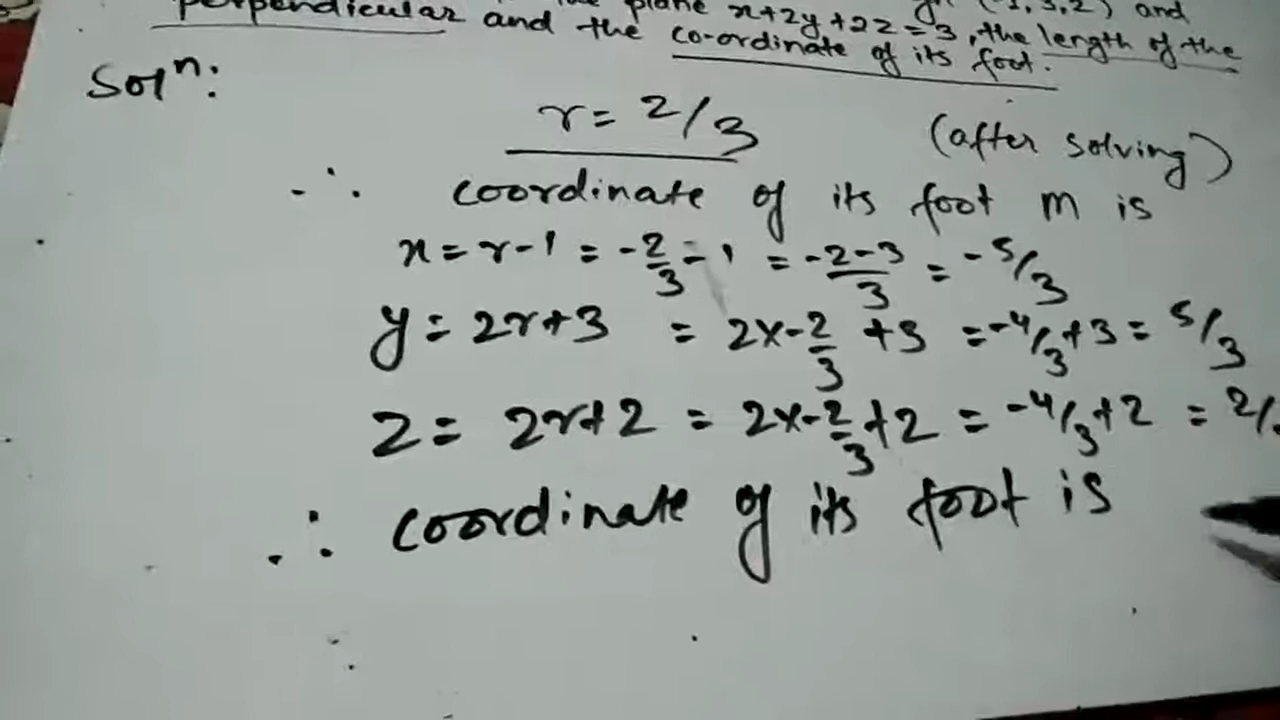 perpendicular and the plane x+2y+2z=3, the length of the
co-ordinate of its foot.
Sol^n:
r = 2/3 (after solving)
∴ coordinate of its foot m is
x = r-1 = -2/3 - 1 = -2-3/3 = -5/3
y = 2r+3 = 2x-2/3 +3 = -4/3+3 = 5/3
z = 2r+2 = 2x-2/3+2 = -4/3+2 = 2/
∴ coordinate of its foot is